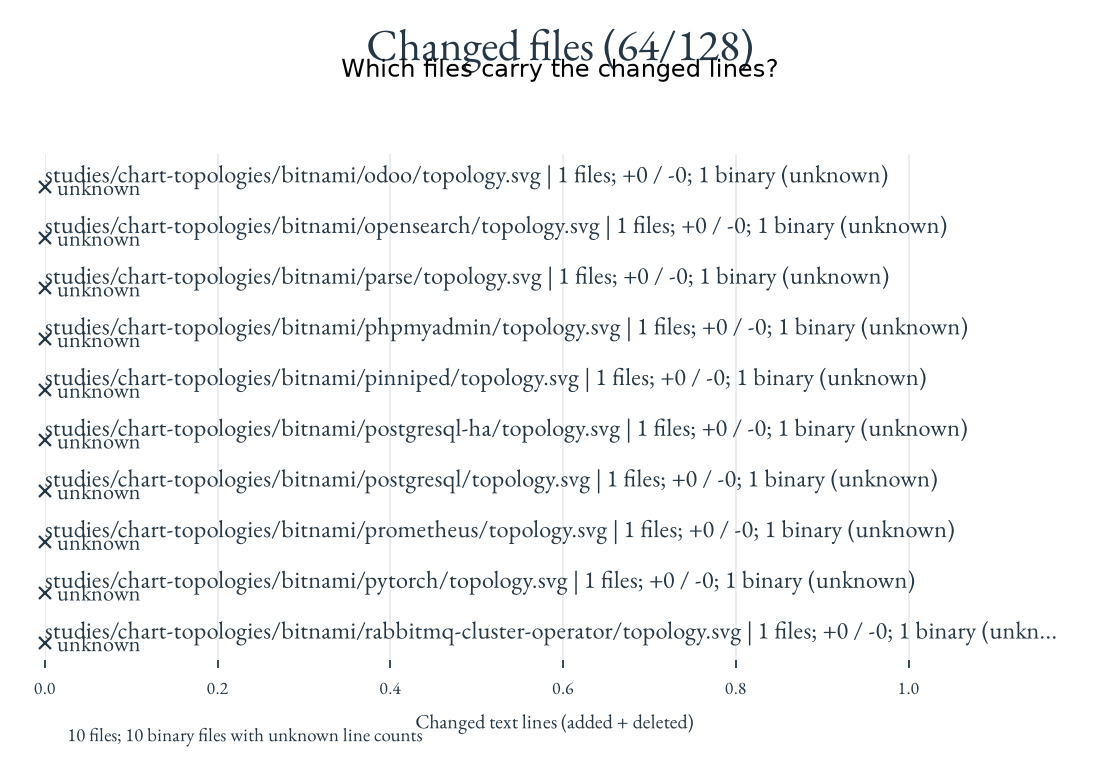 Changed files (64/128)
Which files carry the changed lines?
studies/chart-topologies/bitnami/odoo/topology.svg | 1 files; +0 / -0; 1 binary (unknown)
unknown
studies/chart-topologies/bitnami/opensearch/topology.svg | 1 files; +0 / -0; 1 binary (unknown)
unknown
studies/chart-topologies/bitnami/parse/topology.svg | 1 files; +0 / -0; 1 binary (unknown)
unknown
studies/chart-topologies/bitnami/phpmyadmin/topology.svg | 1 files; +0 / -0; 1 binary (unknown)
unknown
studies/chart-topologies/bitnami/pinniped/topology.svg | 1 files; +0 / -0; 1 binary (unknown)
unknown
studies/chart-topologies/bitnami/postgresql-ha/topology.svg | 1 files; +0 / -0; 1 binary (unknown)
unknown
studies/chart-topologies/bitnami/postgresql/topology.svg | 1 files; +0 / -0; 1 binary (unknown)
unknown
studies/chart-topologies/bitnami/prometheus/topology.svg | 1 files; +0 / -0; 1 binary (unknown)
unknown
studies/chart-topologies/bitnami/pytorch/topology.svg | 1 files; +0 / -0; 1 binary (unknown)
unknown
studies/chart-topologies/bitnami/rabbitmq-cluster-operator/topology.svg | 1 files; +0 / -0; 1 binary (unkn...
unknown
0.0 0.2 0.4 0.6 0.8 1.0
Changed text lines (added + deleted)
10 files; 10 binary files with unknown line counts